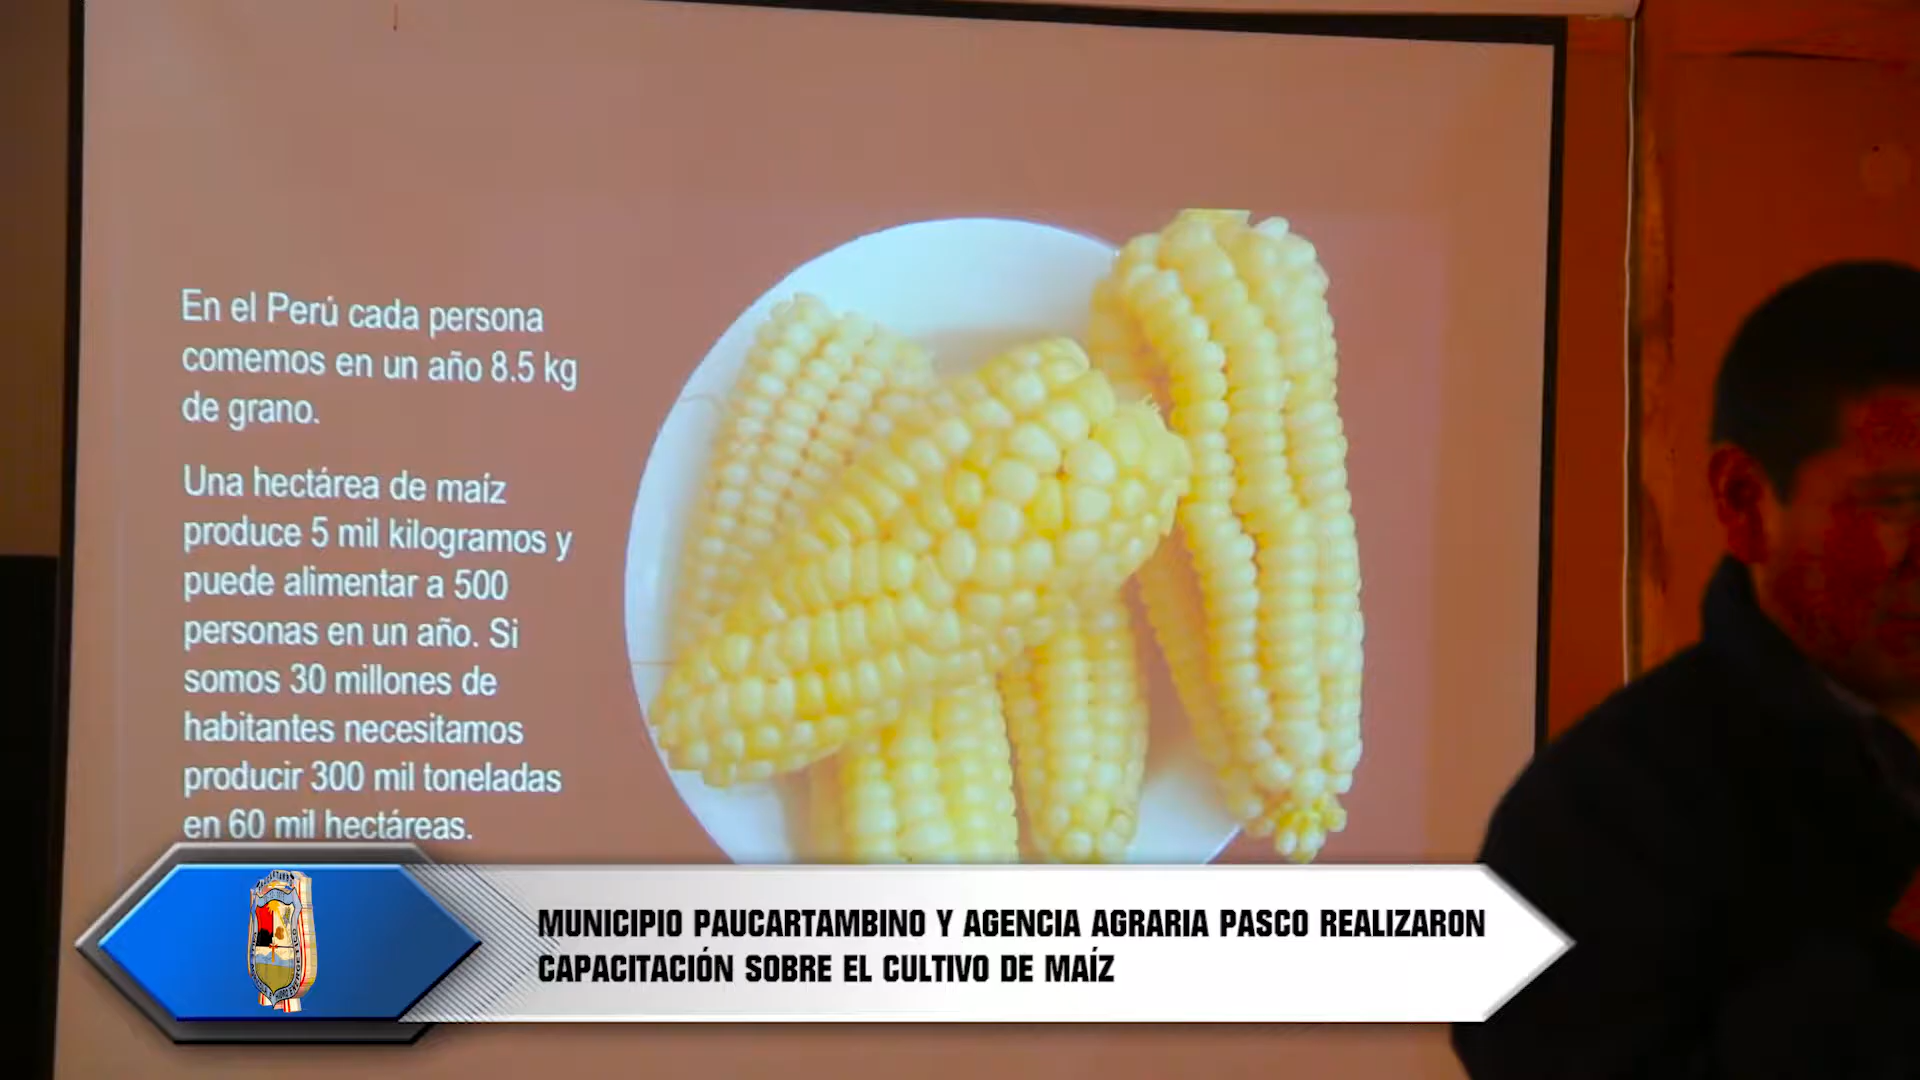 En el Perú cada persona
comemos en un año 8.5 kg
de grano.
Una hectárea de maíz
produce 5 mil kilogramos y
puede alimentar a 500
personas en un año. Si
somos 30 millones de
habitantes necesitamos
producir 300 mil toneladas
en 60 mil hectáreas.
MUNICIPIO PAUCARTAMBINO Y AGENCIA AGRARIA PASCO REALIZARON
CAPACITACIÓN SOBRE EL CULTIVO DE MAÍZ